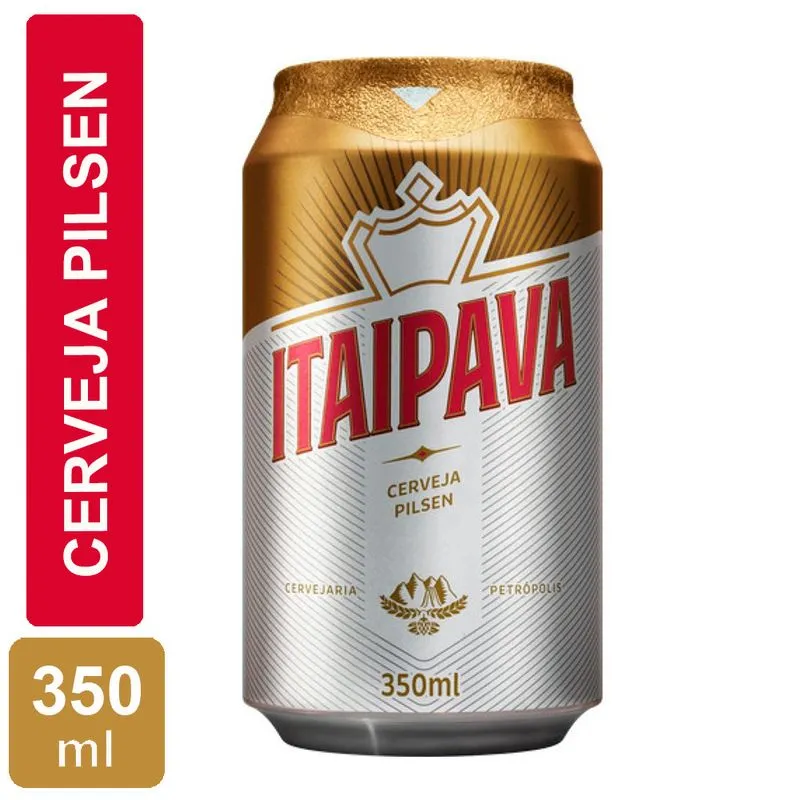 CERVEJA PILSEN
350
ml
ITAIPAVA
CERVEJA
PILSEN
CERVEJARIA
PETRÓPOLIS
350ml